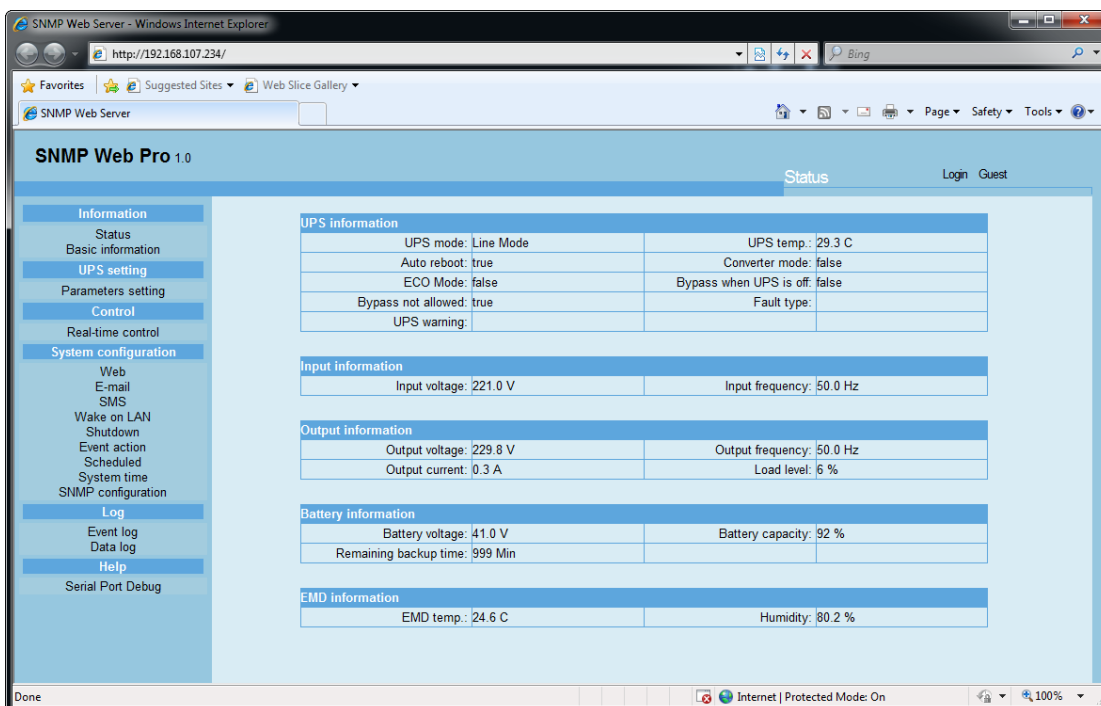 SNMP Web Server - Windows Internet Explorer
http://192.168.107.234/
Bing
Favorites
Suggested Sites
Web Slice Gallery
SNMP Web Server
Page
Safety
Tools
SNMP Web Pro 1.0
Status
Login Guest
Information
Status
Basic information
UPS setting
Parameters setting
Control
Real-time control
System configuration
Web
E-mail
SMS
Wake on LAN
Shutdown
Event action
Scheduled
System time
SNMP configuration
Log
Event log
Data log
Help
Serial Port Debug
UPS information
UPS mode: Line Mode UPS temp.: 29.3 C
Auto reboot: true Converter mode: false
ECO Mode: false Bypass when UPS is off: false
Bypass not allowed: true Fault type:
UPS warning:
Input information
Input voltage: 221.0 V Input frequency: 50.0 Hz
Output information
Output voltage: 229.8 V Output frequency: 50.0 Hz
Output current: 0.3 A Load level: 6 %
Battery information
Battery voltage: 41.0 V Battery capacity: 92 %
Remaining backup time: 999 Min
EMD information
EMD temp.: 24.6 C Humidity: 80.2 %
Done
Internet | Protected Mode: On
100%